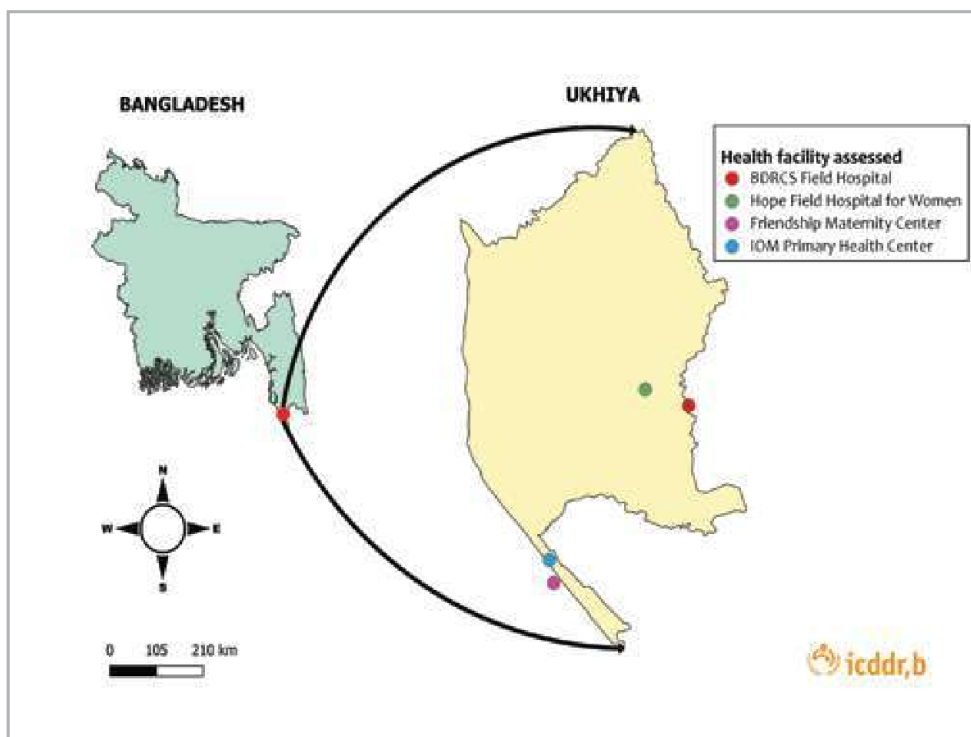 BANGLADESH
UKHIYA
Health facility assessed
BDRCS Field Hospital
Hope Field Hospital for Women
Friendship Maternity Center
IOM Primary Health Center
N
W E
S
0 105 210 km
icddr,b